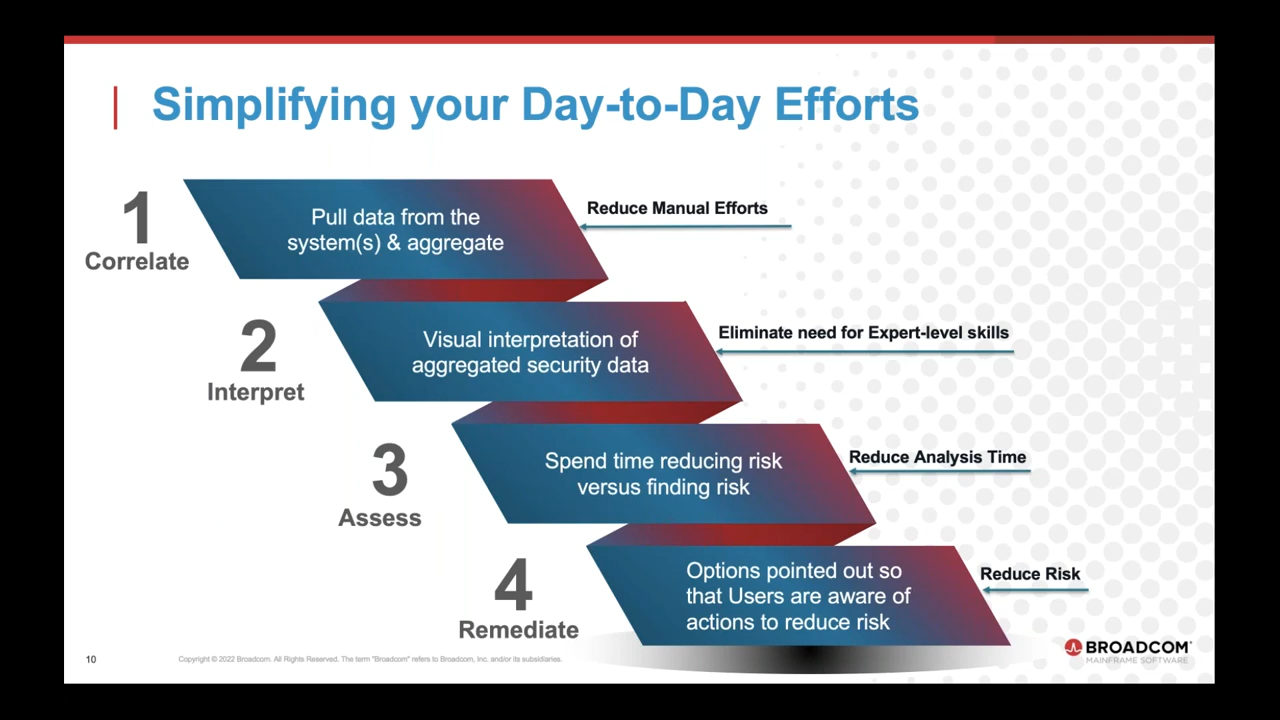 Simplifying your Day-to-Day Efforts
1
Correlate
Pull data from the
system(s) & aggregate
Reduce Manual Efforts
2
Interpret
Visual interpretation of
aggregated security data
Eliminate need for Expert-level skills
3
Assess
Spend time reducing risk
versus finding risk
Reduce Analysis Time
4
Remediate
Options pointed out so
that Users are aware of
actions to reduce risk
Reduce Risk
10
Copyright © 2022 Broadcom. All Rights Reserved. The term "Broadcom" refers to Broadcom, Inc. and/or its subsidiaries.
BROADCOM®
MAINFRAME SOFTWARE